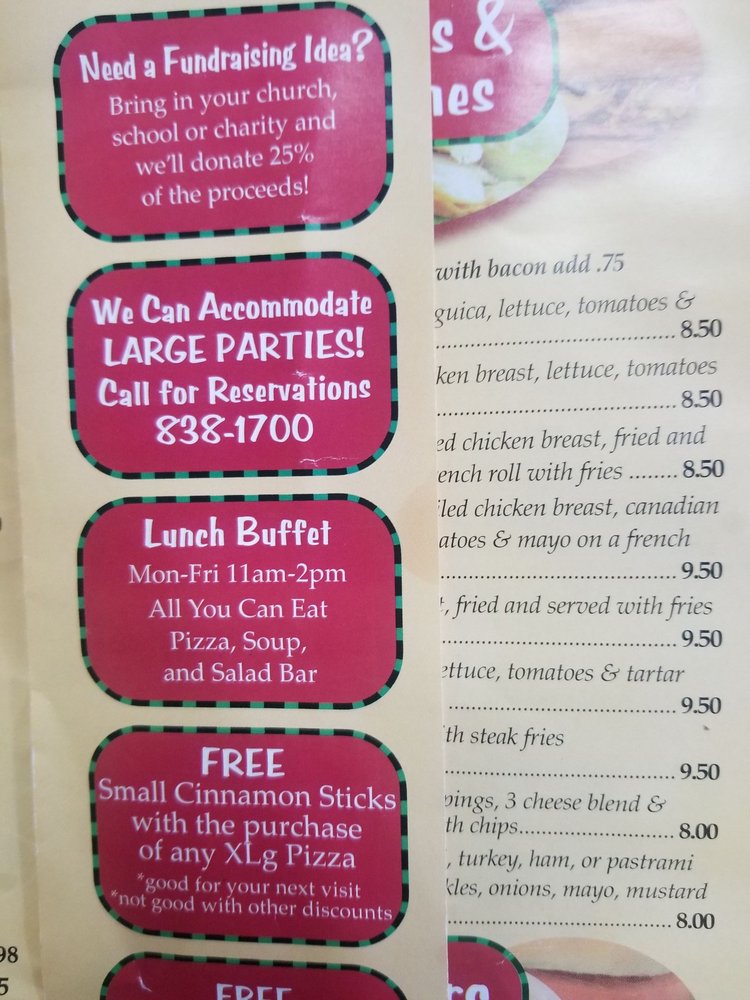 Need a Fundraising Idea?
Bring in your church,
school or charity and
we'll donate 25%
of the proceeds!
We Can Accommodate
LARGE PARTIES!
Call for Reservations
838-1700
Lunch Buffet
Mon-Fri 11am-2pm
All You Can Eat
Pizza, Soup,
and Salad Bar
FREE
Small Cinnamon Sticks
with the purchase
of any XLg Pizza
*good for your next visit
*not good with other discounts
FREE
s &
nes
with bacon add .75
guica, lettuce, tomatoes &
8.50
ken breast, lettuce, tomatoes
8.50
ed chicken breast, fried and
ench roll with fries ........ 8.50
iled chicken breast, canadian
atoes & mayo on a french
9.50
t, fried and served with fries
9.50
ettuce, tomatoes & tartar
9.50
th steak fries
9.50
pings, 3 cheese blend &
th chips............................ 8.00
, turkey, ham, or pastrami
kles, onions, mayo, mustard
8.00
rs
98
5